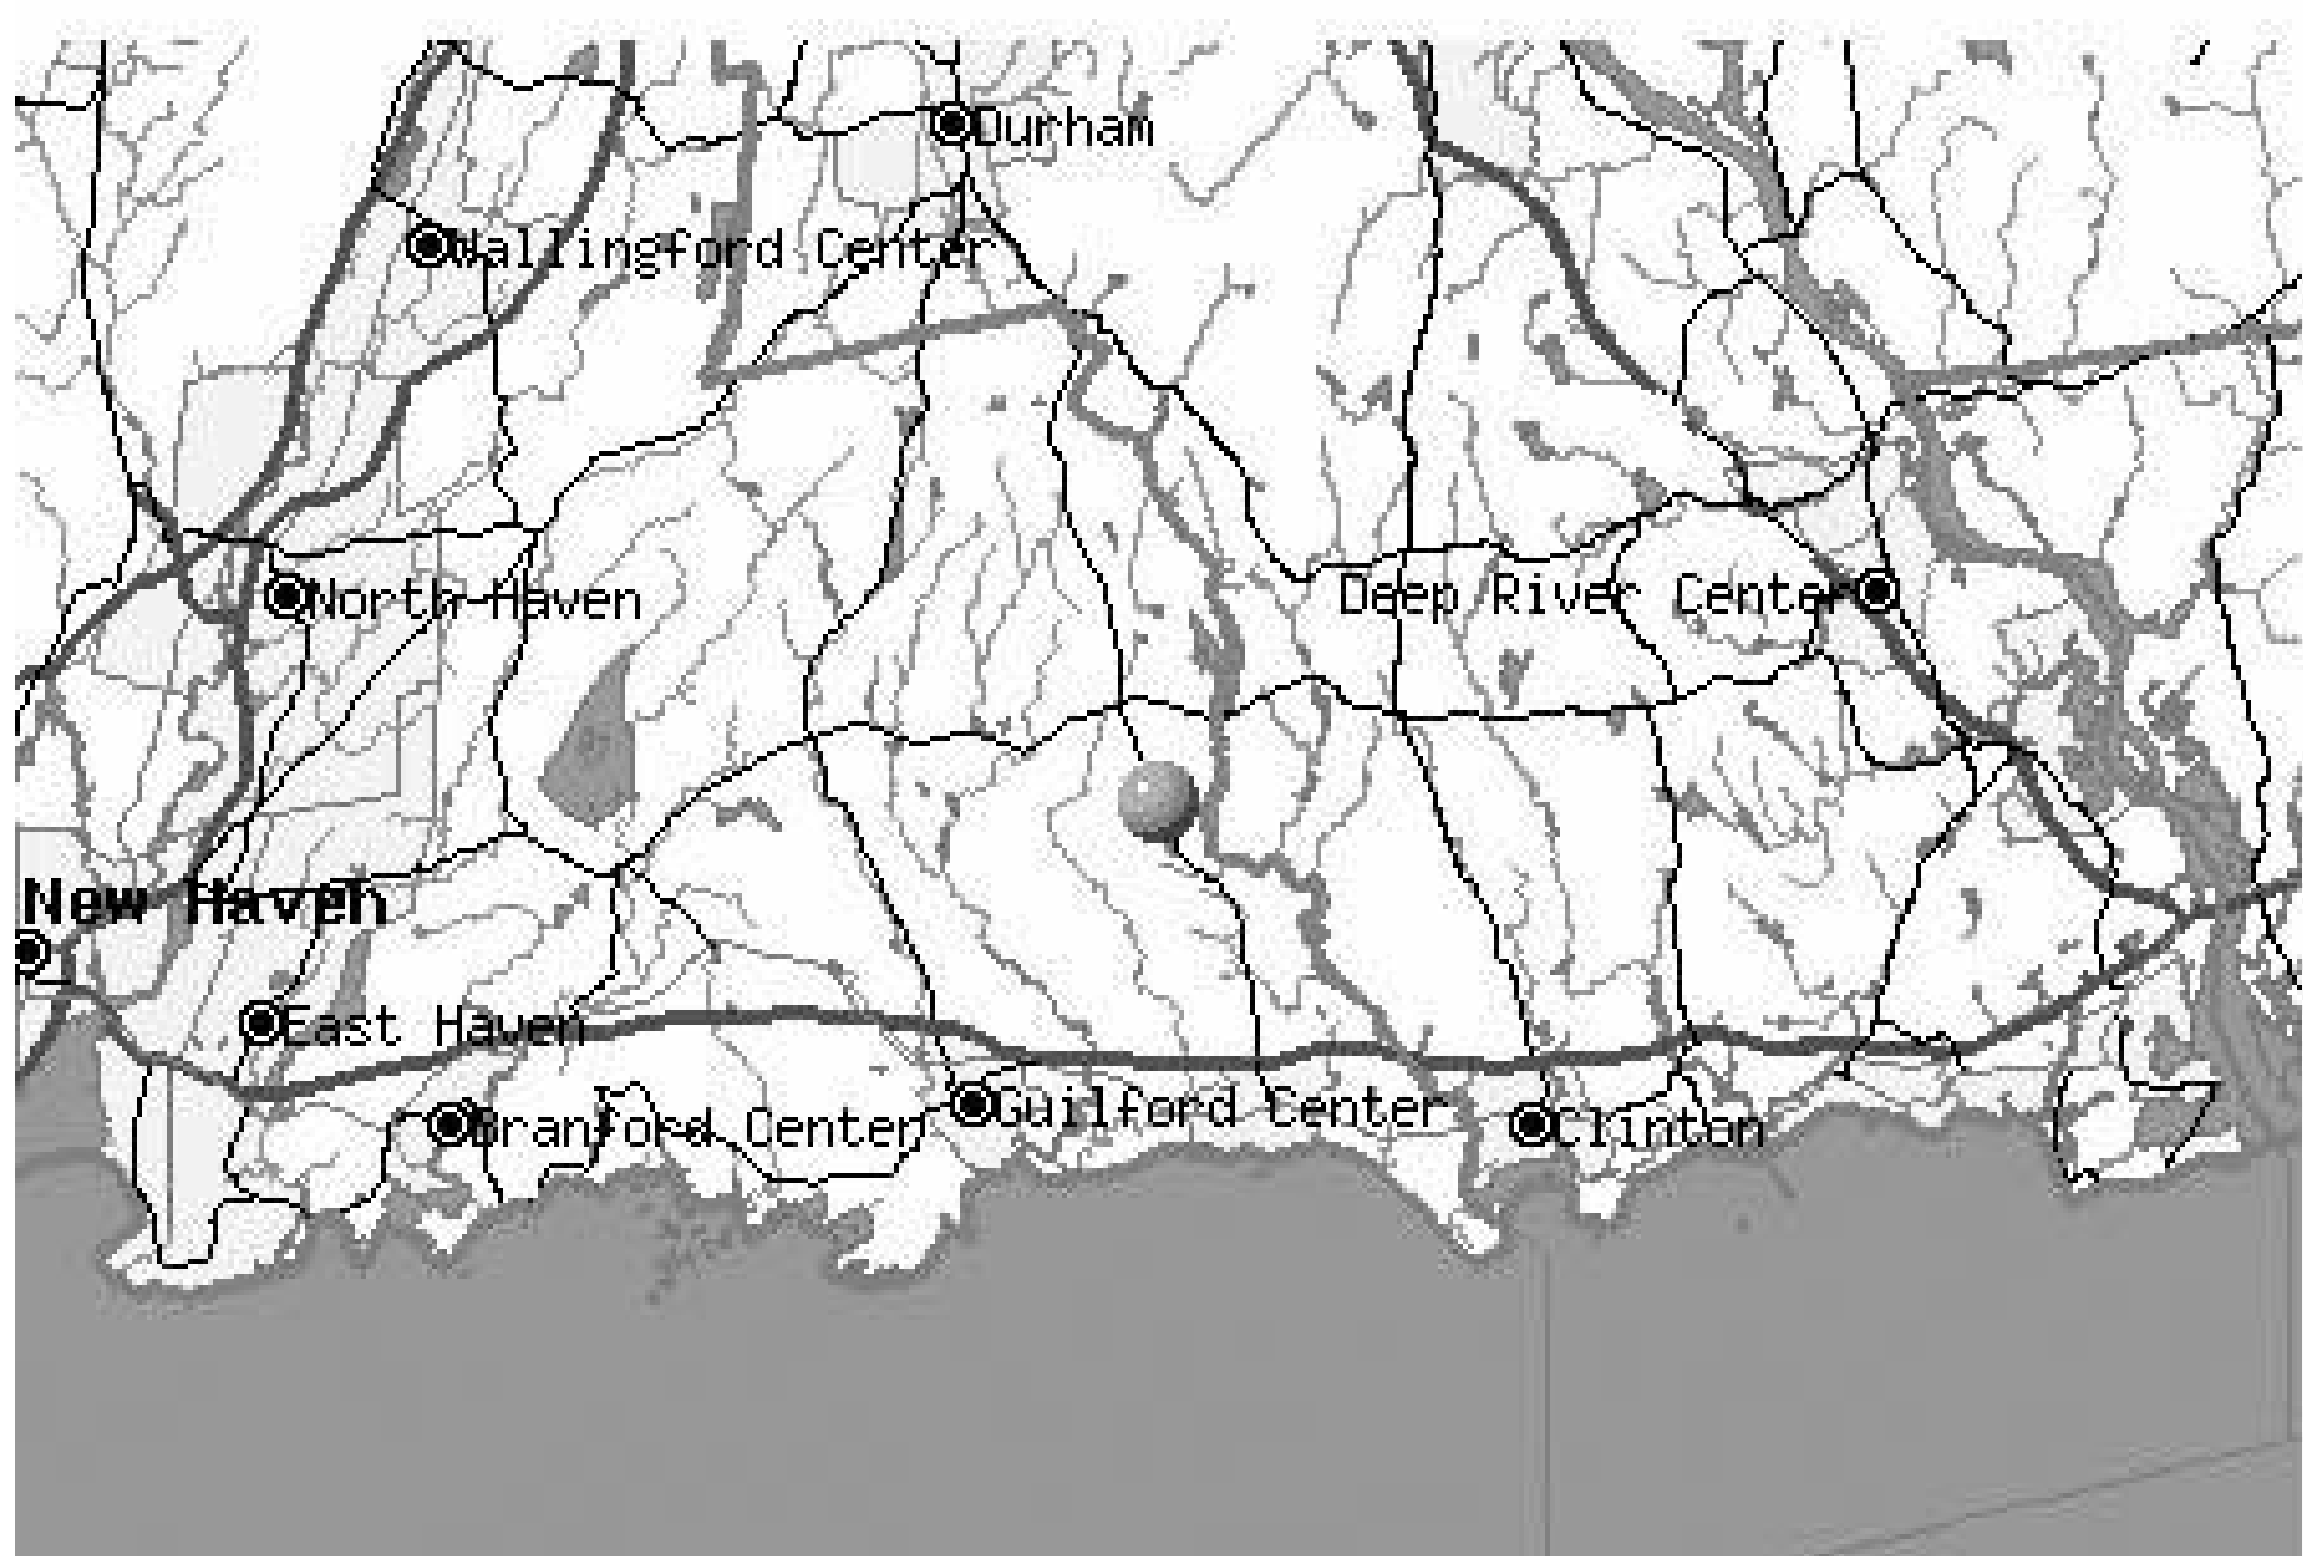 Durham
Wallingford Center
North Haven
Deep River Center
New Haven
East Haven
Branford Center
Guilford Center
Clinton